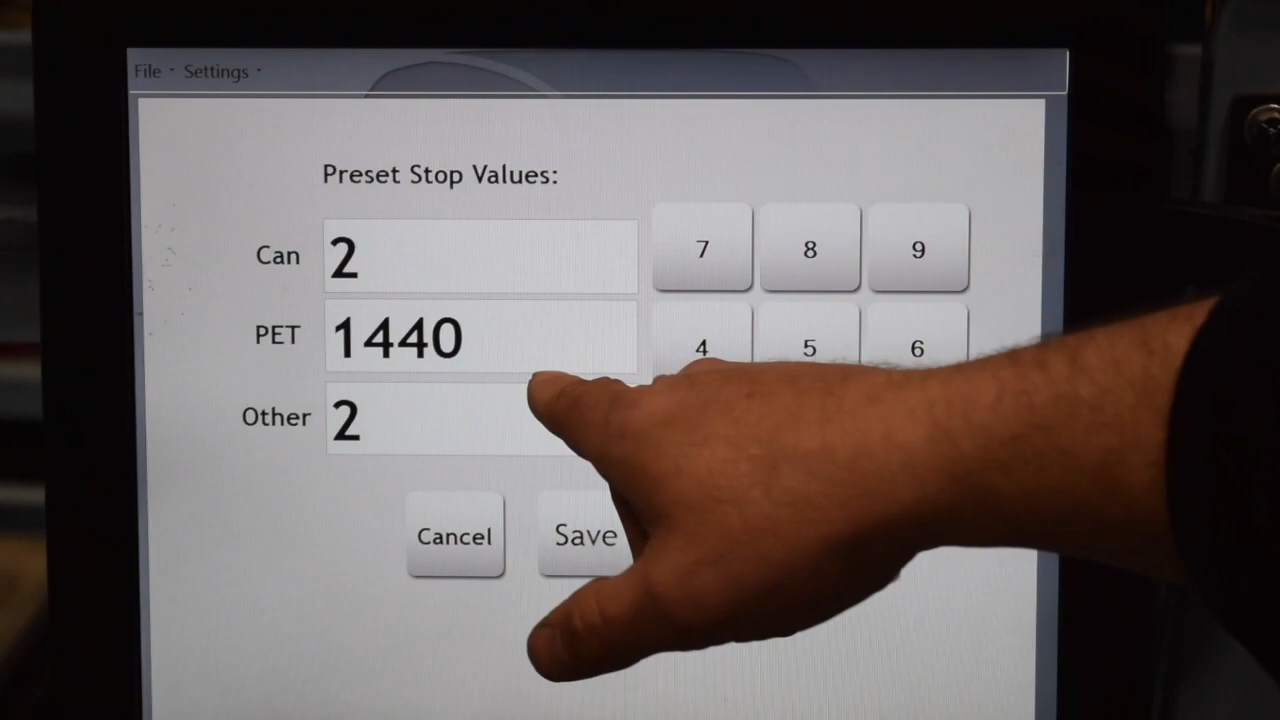 File Settings
Preset Stop Values:
Can 2 7 8 9
PET 1440 4 5 6
Other 2
Cancel Save